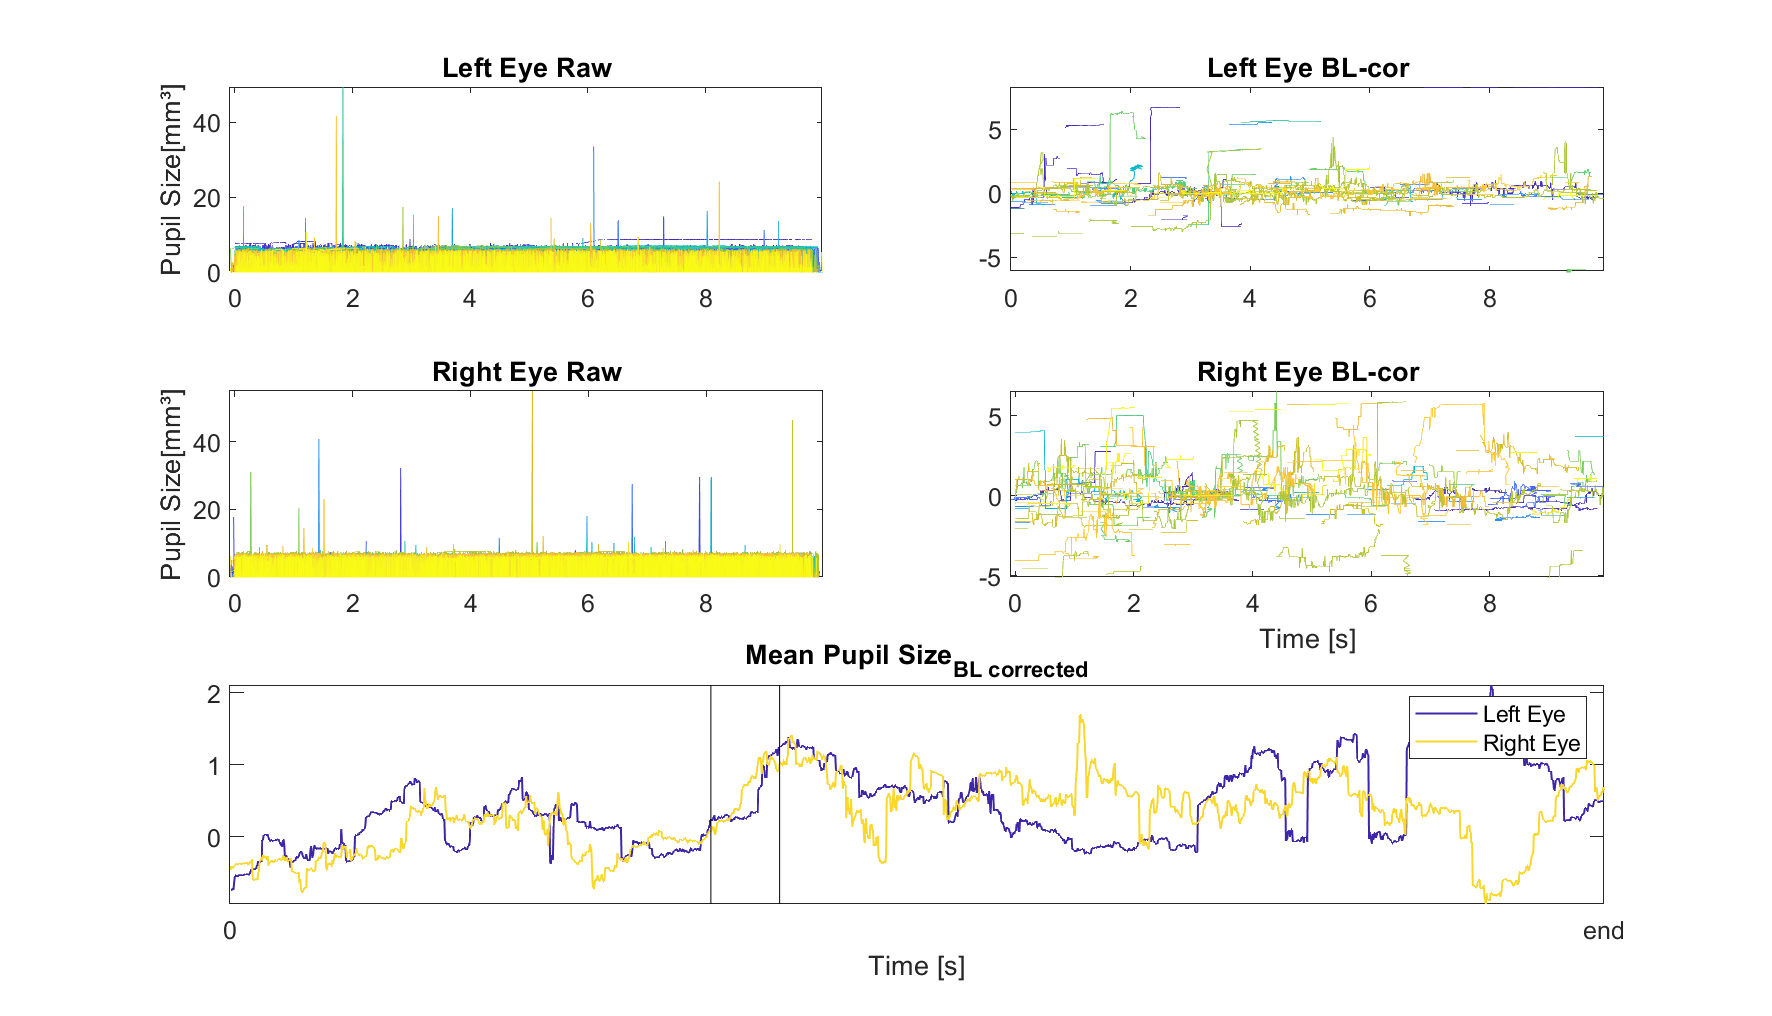 Left Eye Raw
Left Eye BL-cor
Pupil Size[mm³]
40
20
0
0 2 4 6 8
5
0
-5
0 2 4 6 8
Right Eye Raw
Right Eye BL-cor
Pupil Size[mm³]
40
20
0
0 2 4 6 8
5
0
-5
0 2 4 6 8
Time [s]
Mean Pupil Size BL corrected
2
1
0
Left Eye
Right Eye
0 end
Time [s]